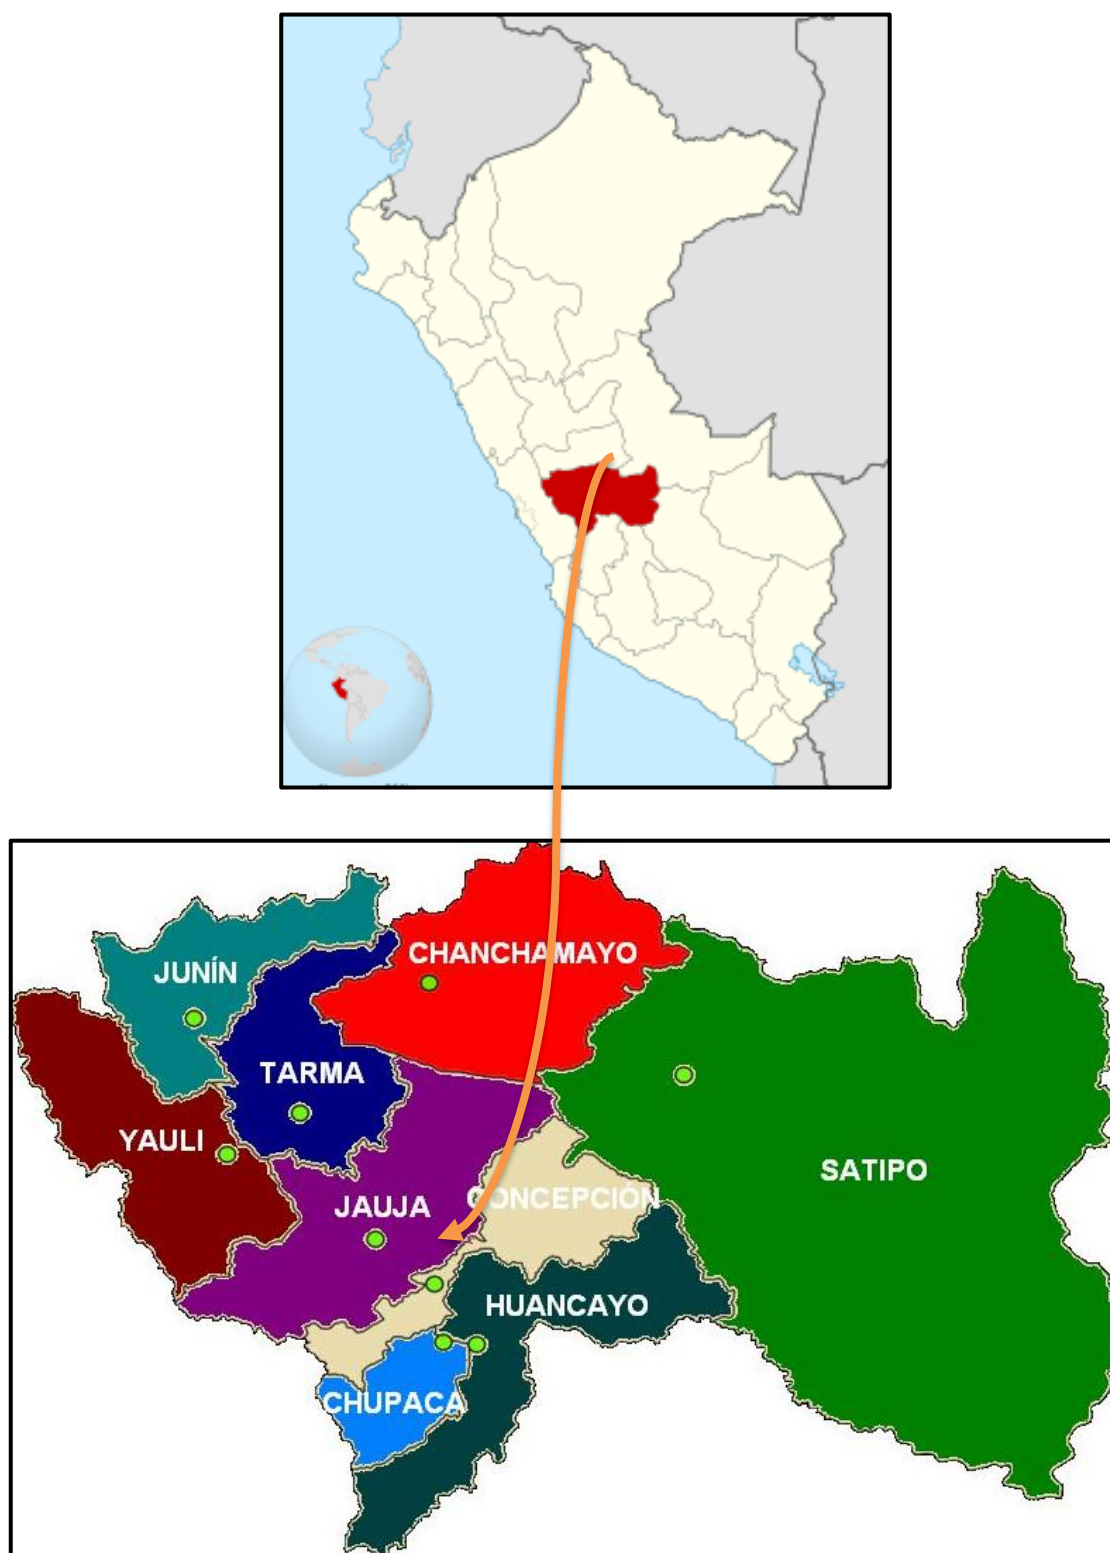 CHANCHAMAYO
JUNÍN
TARMA
YAULI
SATIPO
CONCEPCIÓN
JAUJA
HUANCAYO
CHUPACA